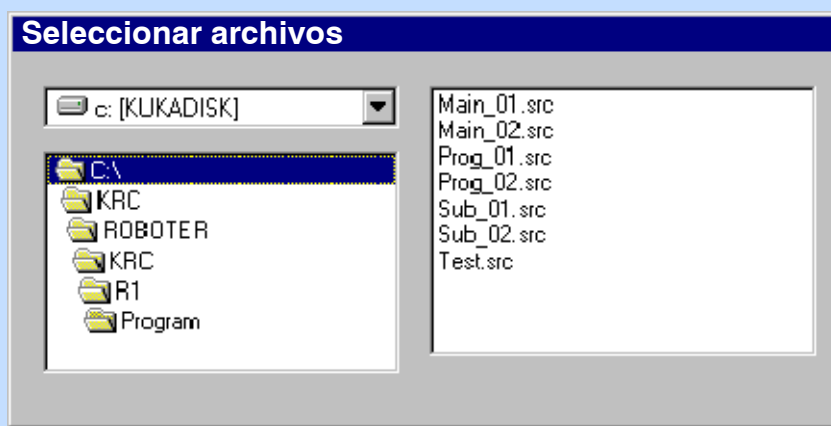 Seleccionar archivos
c: [KUKADISK]
C:\
KRC
ROBOTER
KRC
R1
Program
Main_01.src
Main_02.src
Prog_01.src
Prog_02.src
Sub_01.src
Sub_02.src
Test.src